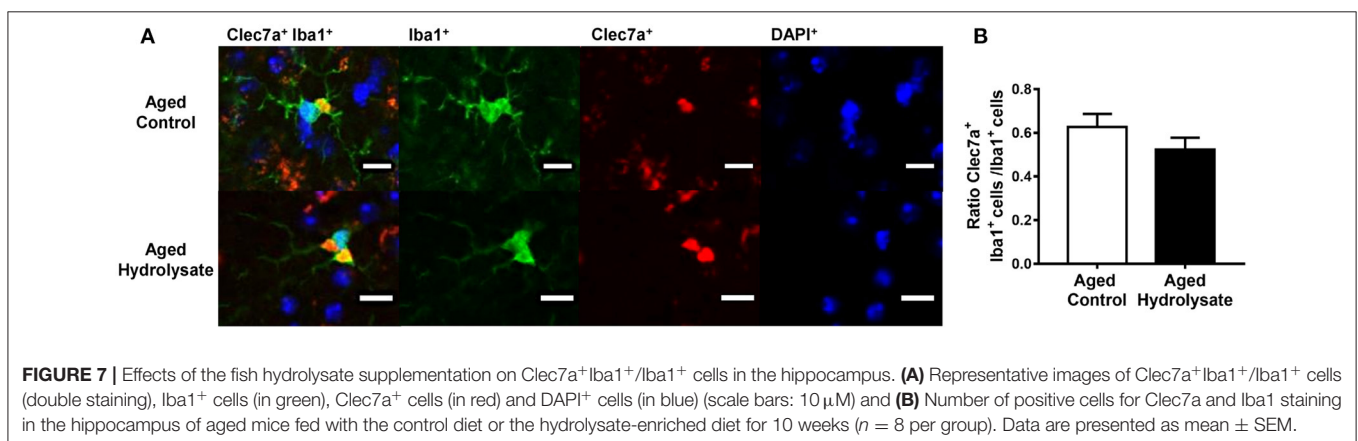 A
Clec7a⁺ Iba1⁺ Iba1⁺ Clec7a⁺ DAPI⁺
Aged
Control
Aged
Hydrolysate
B
Ratio Clec7a⁺
Iba1⁺ cells /Iba1⁺ cells
0.8
0.6
0.4
0.2
0.0
Aged
Control
Aged
Hydrolysate
FIGURE 7 | Effects of the fish hydrolysate supplementation on Clec7a⁺Iba1⁺/Iba1⁺ cells in the hippocampus. (A) Representative images of Clec7a⁺Iba1⁺/Iba1⁺ cells
(double staining), Iba1⁺ cells (in green), Clec7a⁺ cells (in red) and DAPI⁺ cells (in blue) (scale bars: 10 μM) and (B) Number of positive cells for Clec7a and Iba1 staining
in the hippocampus of aged mice fed with the control diet or the hydrolysate-enriched diet for 10 weeks (n = 8 per group). Data are presented as mean ± SEM.